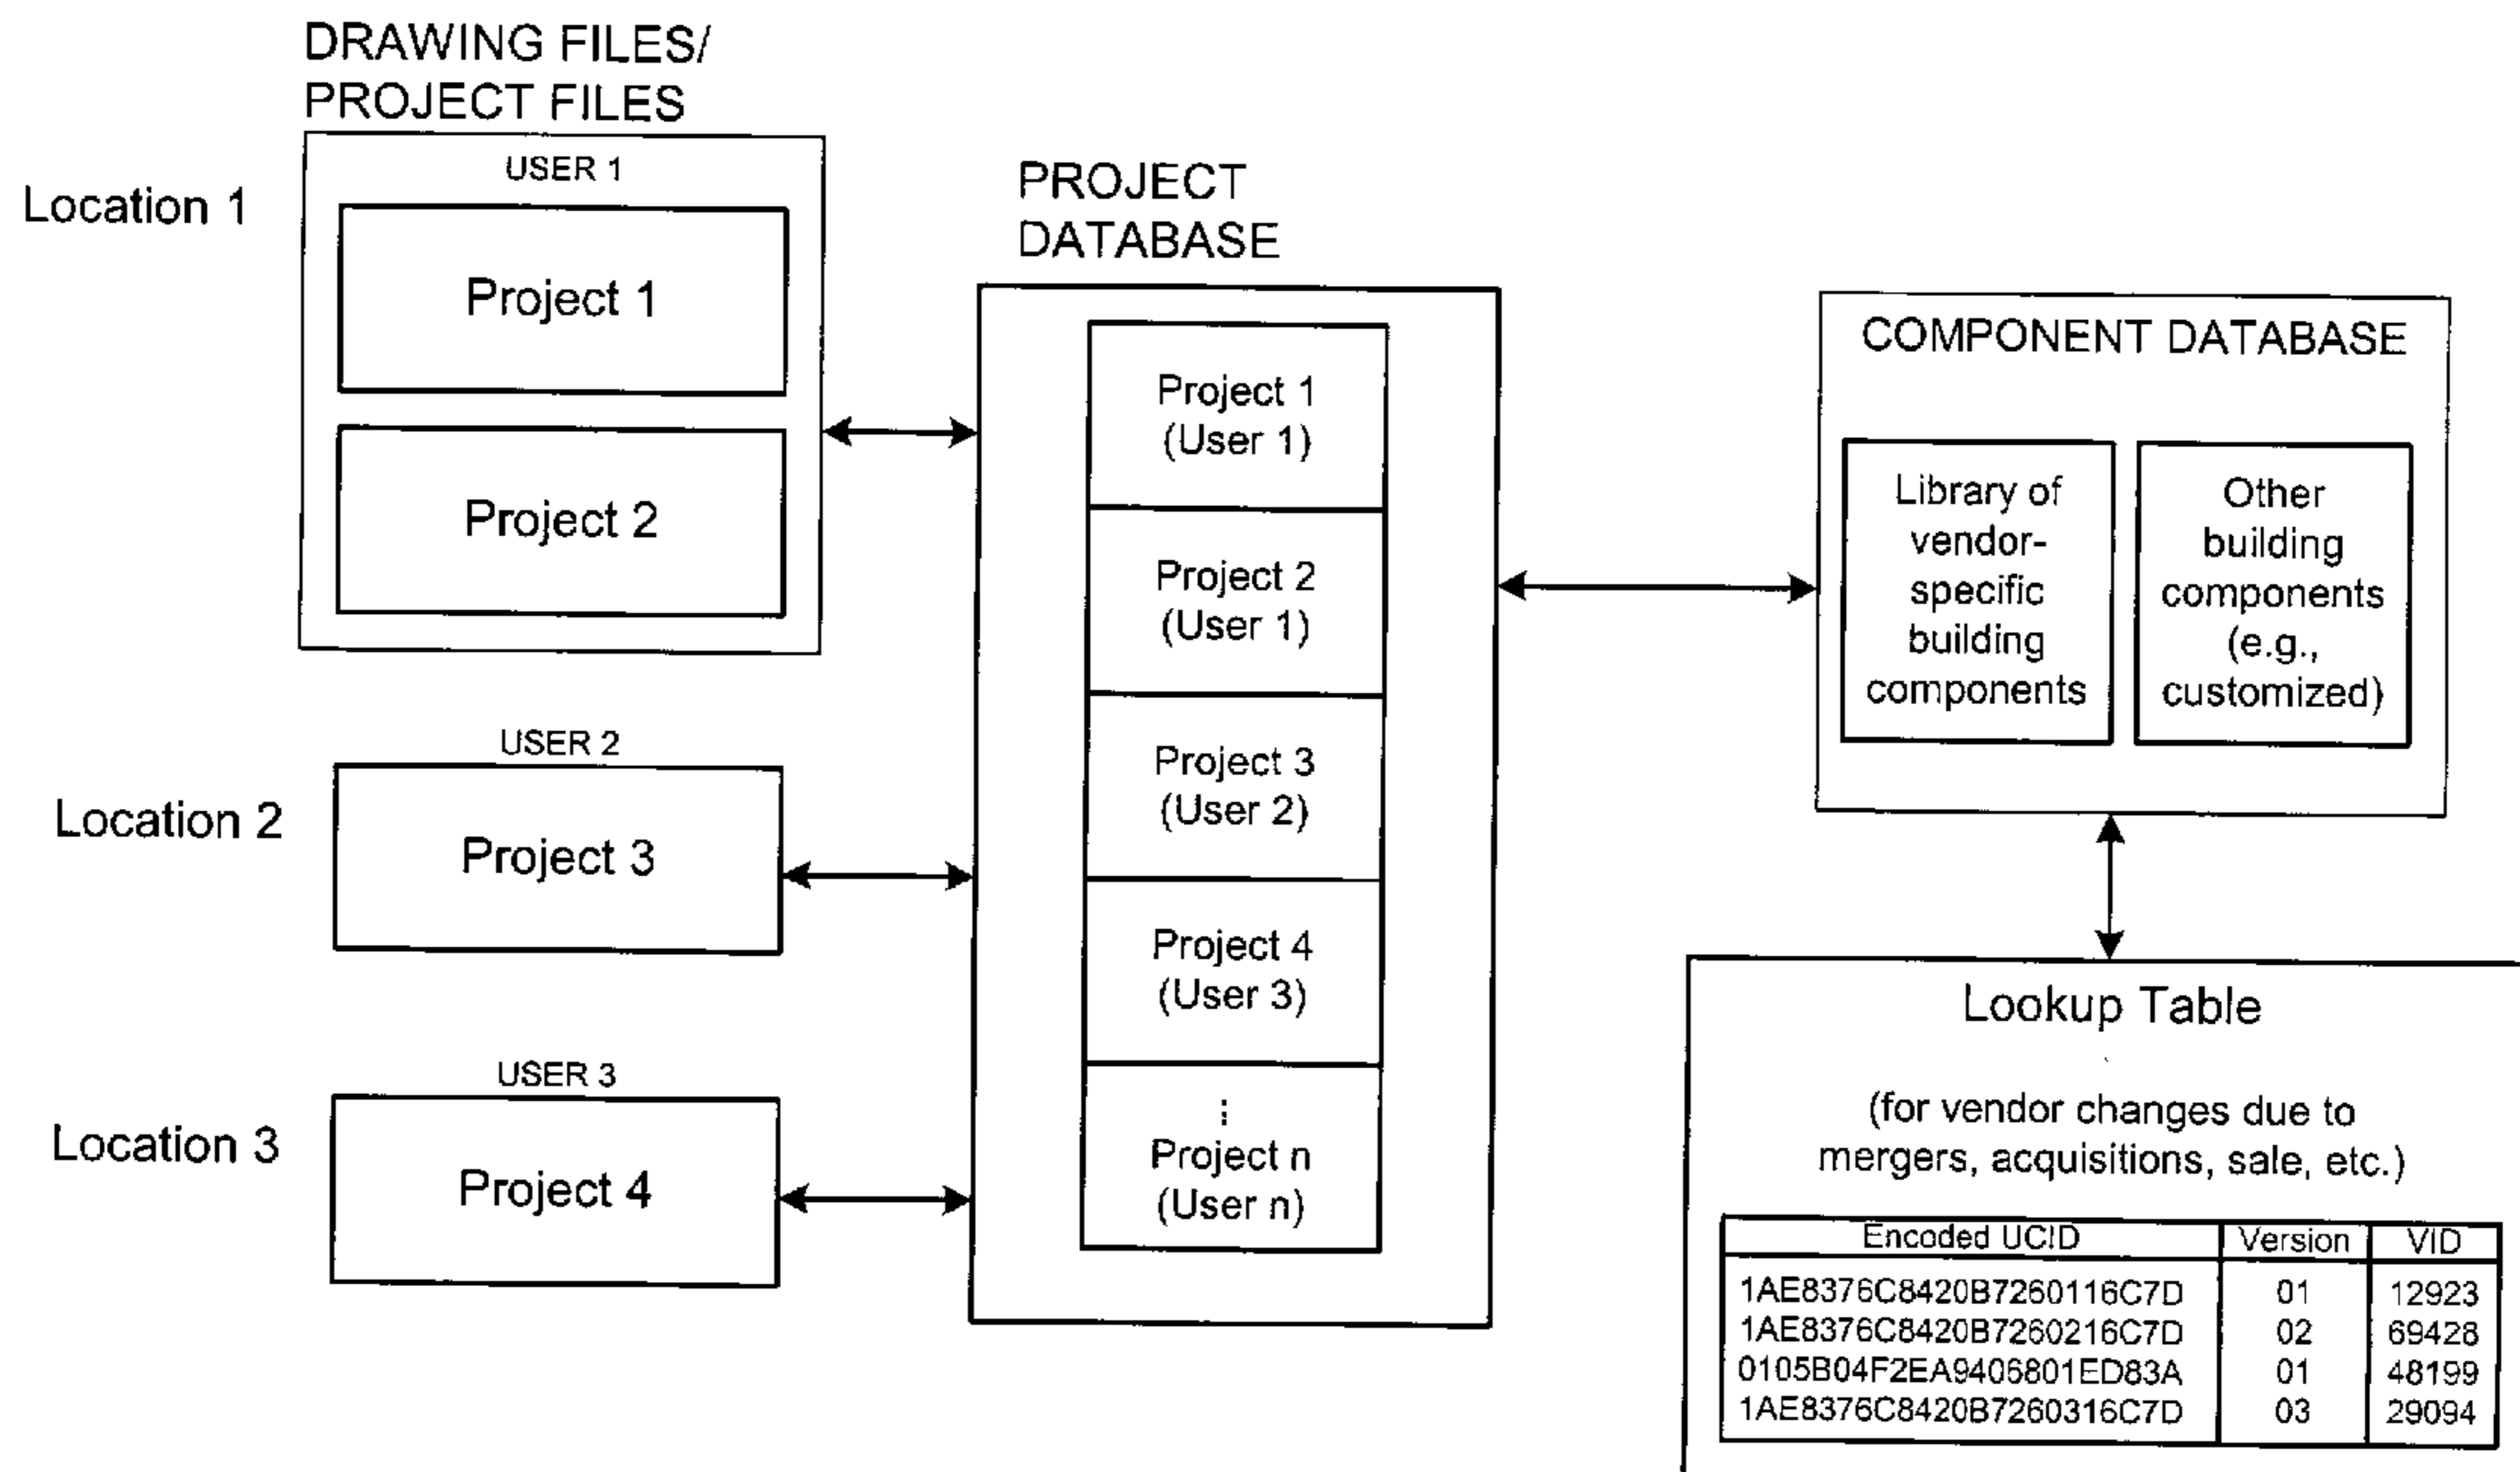 DRAWING FILES/
PROJECT FILES
Location 1
USER 1
Project 1
Project 2
Location 2
USER 2
Project 3
Location 3
USER 3
Project 4
PROJECT
DATABASE
Project 1
(User 1)
Project 2
(User 1)
Project 3
(User 2)
Project 4
(User 3)
⋮
Project n
(User n)
COMPONENT DATABASE
Library of
vendor-
specific
building
components
Other
building
components
(e.g.,
customized)
Lookup Table
(for vendor changes due to
mergers, acquisitions, sale, etc.)
Encoded UCID Version VID
1AE8376C8420B7260116C7D 01 12923
1AE8376C8420B7260216C7D 02 69428
0105B04F2EA9406801ED83A 01 48199
1AE8376C8420B7260316C7D 03 29094